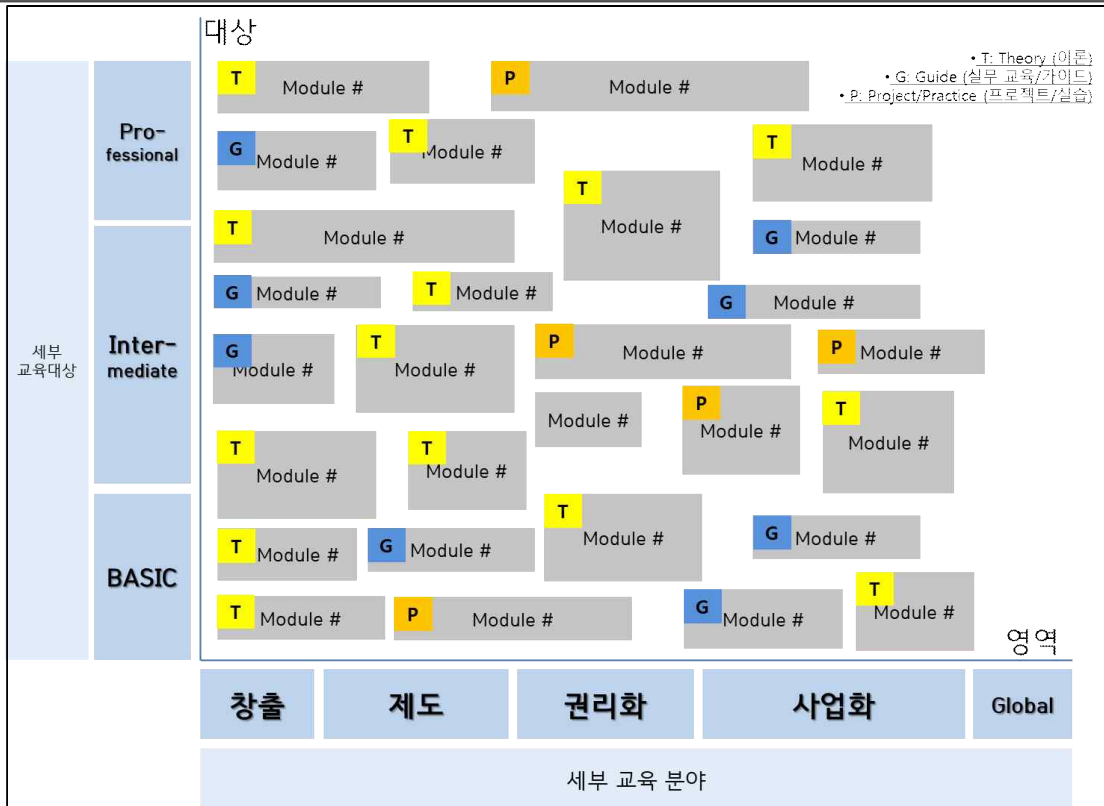 대상
• T: Theory (이론)
• G: Guide (실무 교육/가이드)
• P: Project/Practice (프로젝트/실습)
세부
교육대상
Pro-
fessional
Inter-
mediate
BASIC
T Module #
P Module #
G Module #
T Module #
T Module #
T Module #
T Module #
G Module #
G Module #
T Module #
G Module #
G Module #
T Module #
P Module #
P Module #
Module #
P Module #
T Module #
T Module #
T Module #
T Module #
G Module #
T Module #
G Module #
T Module #
P Module #
G Module #
T Module #
영역
창출
제도
권리화
사업화
Global
세부 교육 분야